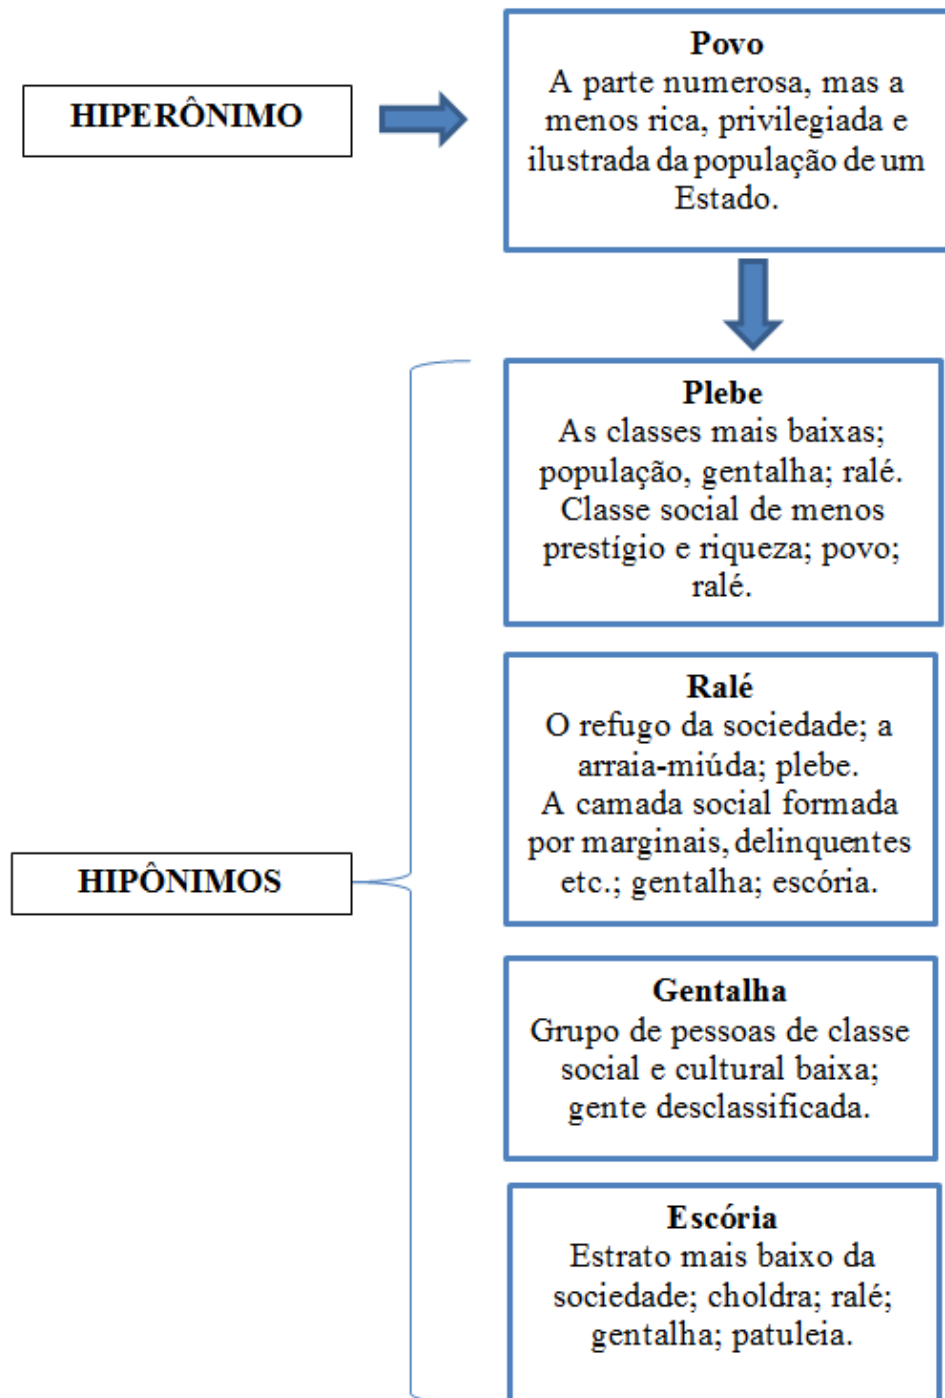 HIPERÔNIMO
Povo
A parte numerosa, mas a
menos rica, privilegiada e
ilustrada da população de um
Estado.
Plebe
As classes mais baixas;
população, gentalha; ralé.
Classe social de menos
prestígio e riqueza; povo;
ralé.
HIPÔNIMOS
Ralé
O refugo da sociedade; a
arraia-miúda; plebe.
A camada social formada
por marginais, delinquentes
etc.; gentalha; escória.
Gentalha
Grupo de pessoas de classe
social e cultural baixa;
gente desclassificada.
Escória
Estrato mais baixo da
sociedade; choldra; ralé;
gentalha; patuleia.